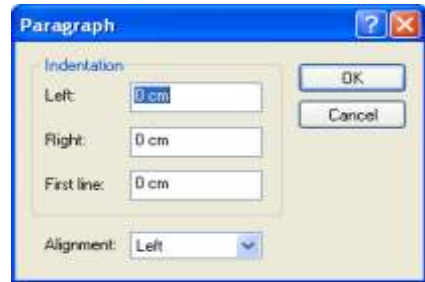 Paragraph
Indentation
Left: 0 cm
OK
Cancel
Right: 0 cm
First line: 0 cm
Alignment: Left